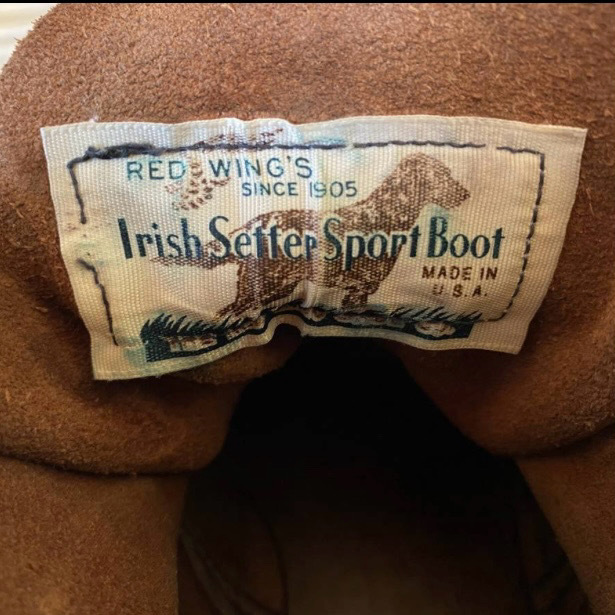 RED WING'S
SINCE 1905
Irish Setter Sport Boot
MADE IN
U.S.A.